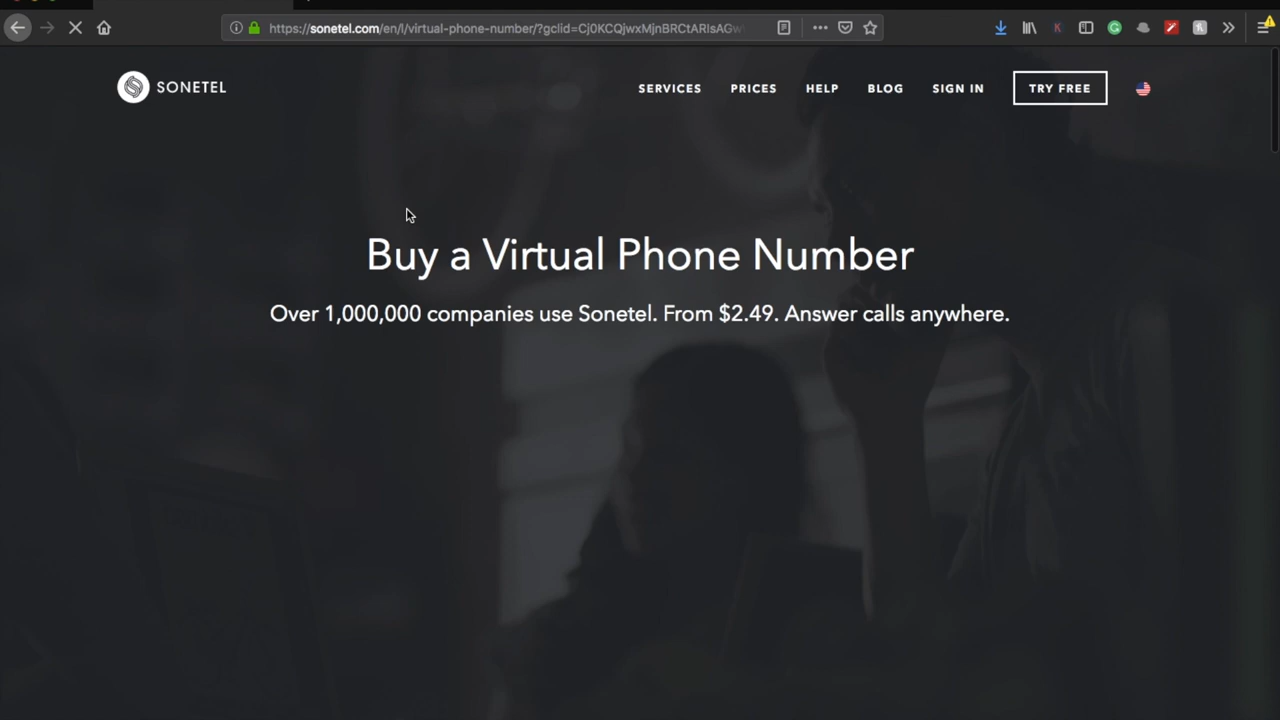 https://sonetel.com/en/l/virtual-phone-number/?gclid=Cj0KCQjwxMjnBRCtARIsAGw
SONETEL
SERVICES
PRICES
HELP
BLOG
SIGN IN
TRY FREE
Buy a Virtual Phone Number
Over 1,000,000 companies use Sonetel. From $2.49. Answer calls anywhere.